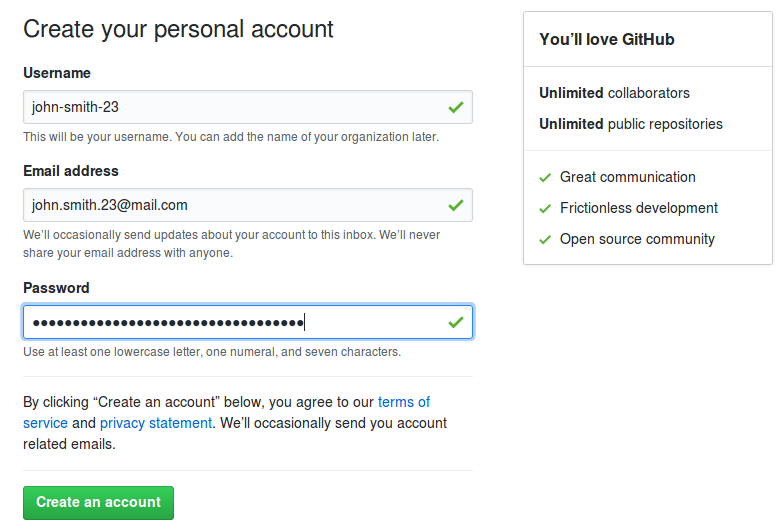 Create your personal account
Username
john-smith-23
This will be your username. You can add the name of your organization later.
Email address
john.smith.23@mail.com
We’ll occasionally send updates about your account to this inbox. We’ll never
share your email address with anyone.
Password
••••••••••••••••••••••••••••••••••
Use at least one lowercase letter, one numeral, and seven characters.
By clicking “Create an account” below, you agree to our terms of
service and privacy statement. We’ll occasionally send you account
related emails.
Create an account
You’ll love GitHub
Unlimited collaborators
Unlimited public repositories
Great communication
Frictionless development
Open source community